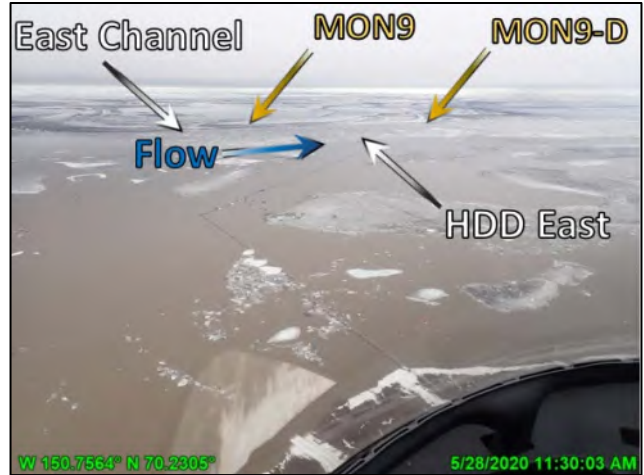 East Channel
MON9
MON9-D
Flow
HDD East
W 150.7564° N 70.2305°
5/28/2020 11:30:03 AM